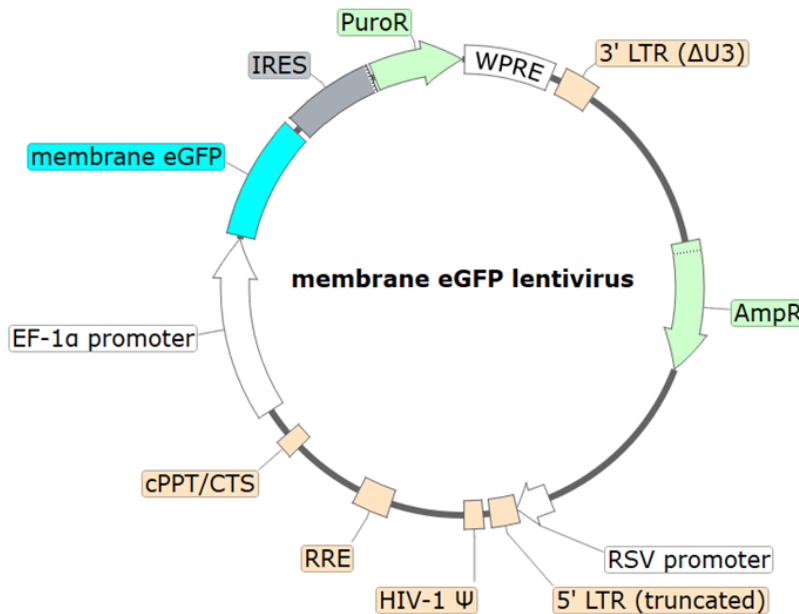 PuroR
WPRE
3' LTR (ΔU3)
IRES
membrane eGFP
membrane eGFP lentivirus
AmpR
EF-1α promoter
cPPT/CTS
RRE
RSV promoter
HIV-1 Ψ
5' LTR (truncated)